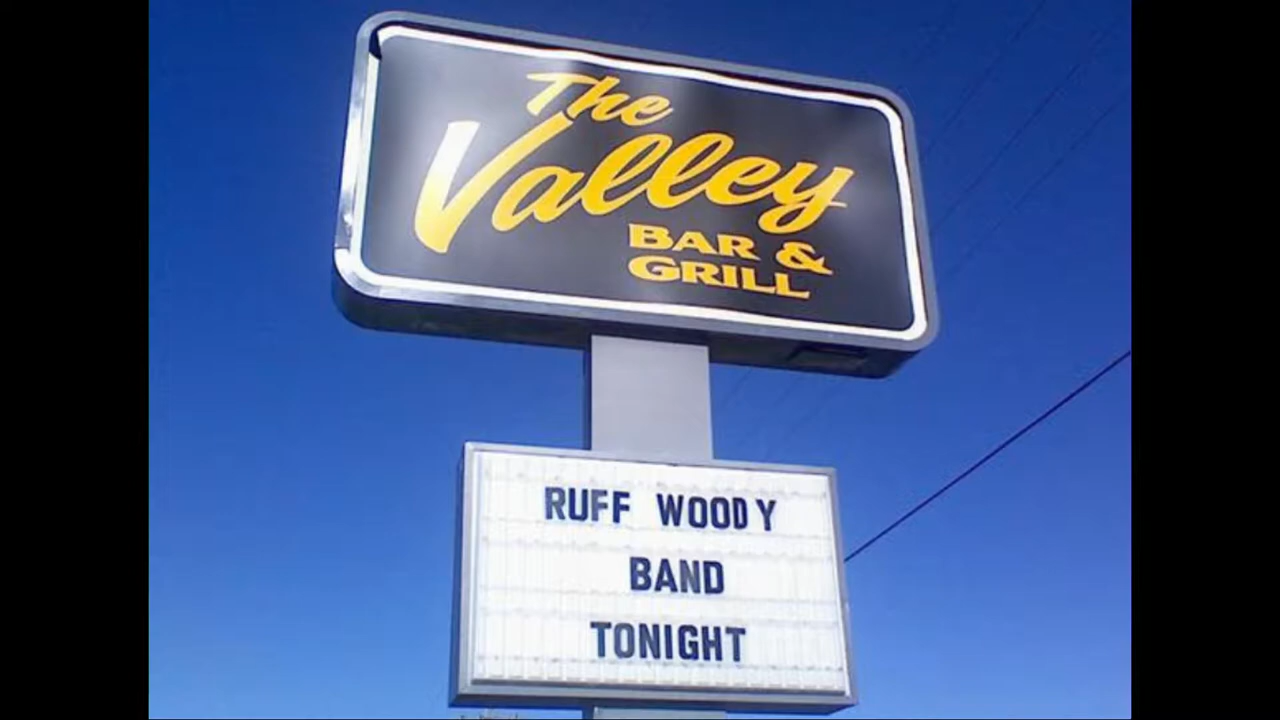 The
Valley
BAR &
GRILL
RUFF WOODY
BAND
TONIGHT